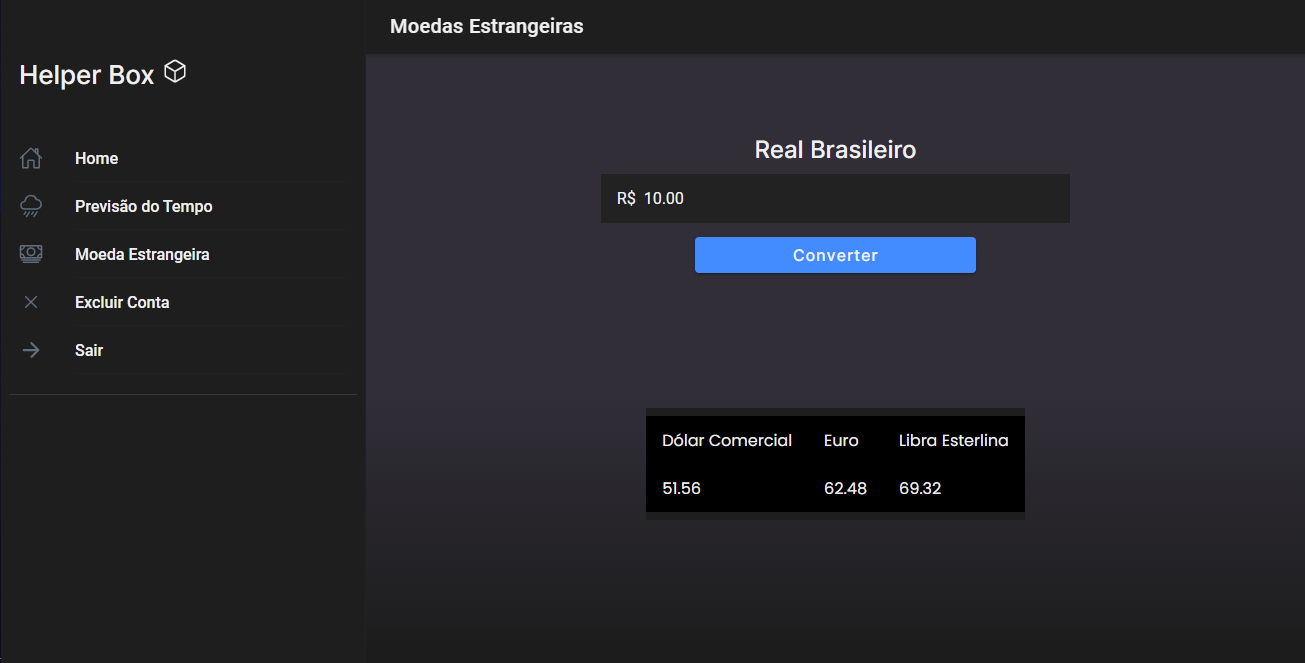 Moedas Estrangeiras
Helper Box
Home
Previsão do Tempo
Moeda Estrangeira
Excluir Conta
Sair
Real Brasileiro
R$ 10.00
Converter
Dólar Comercial Euro Libra Esterlina
51.56 62.48 69.32